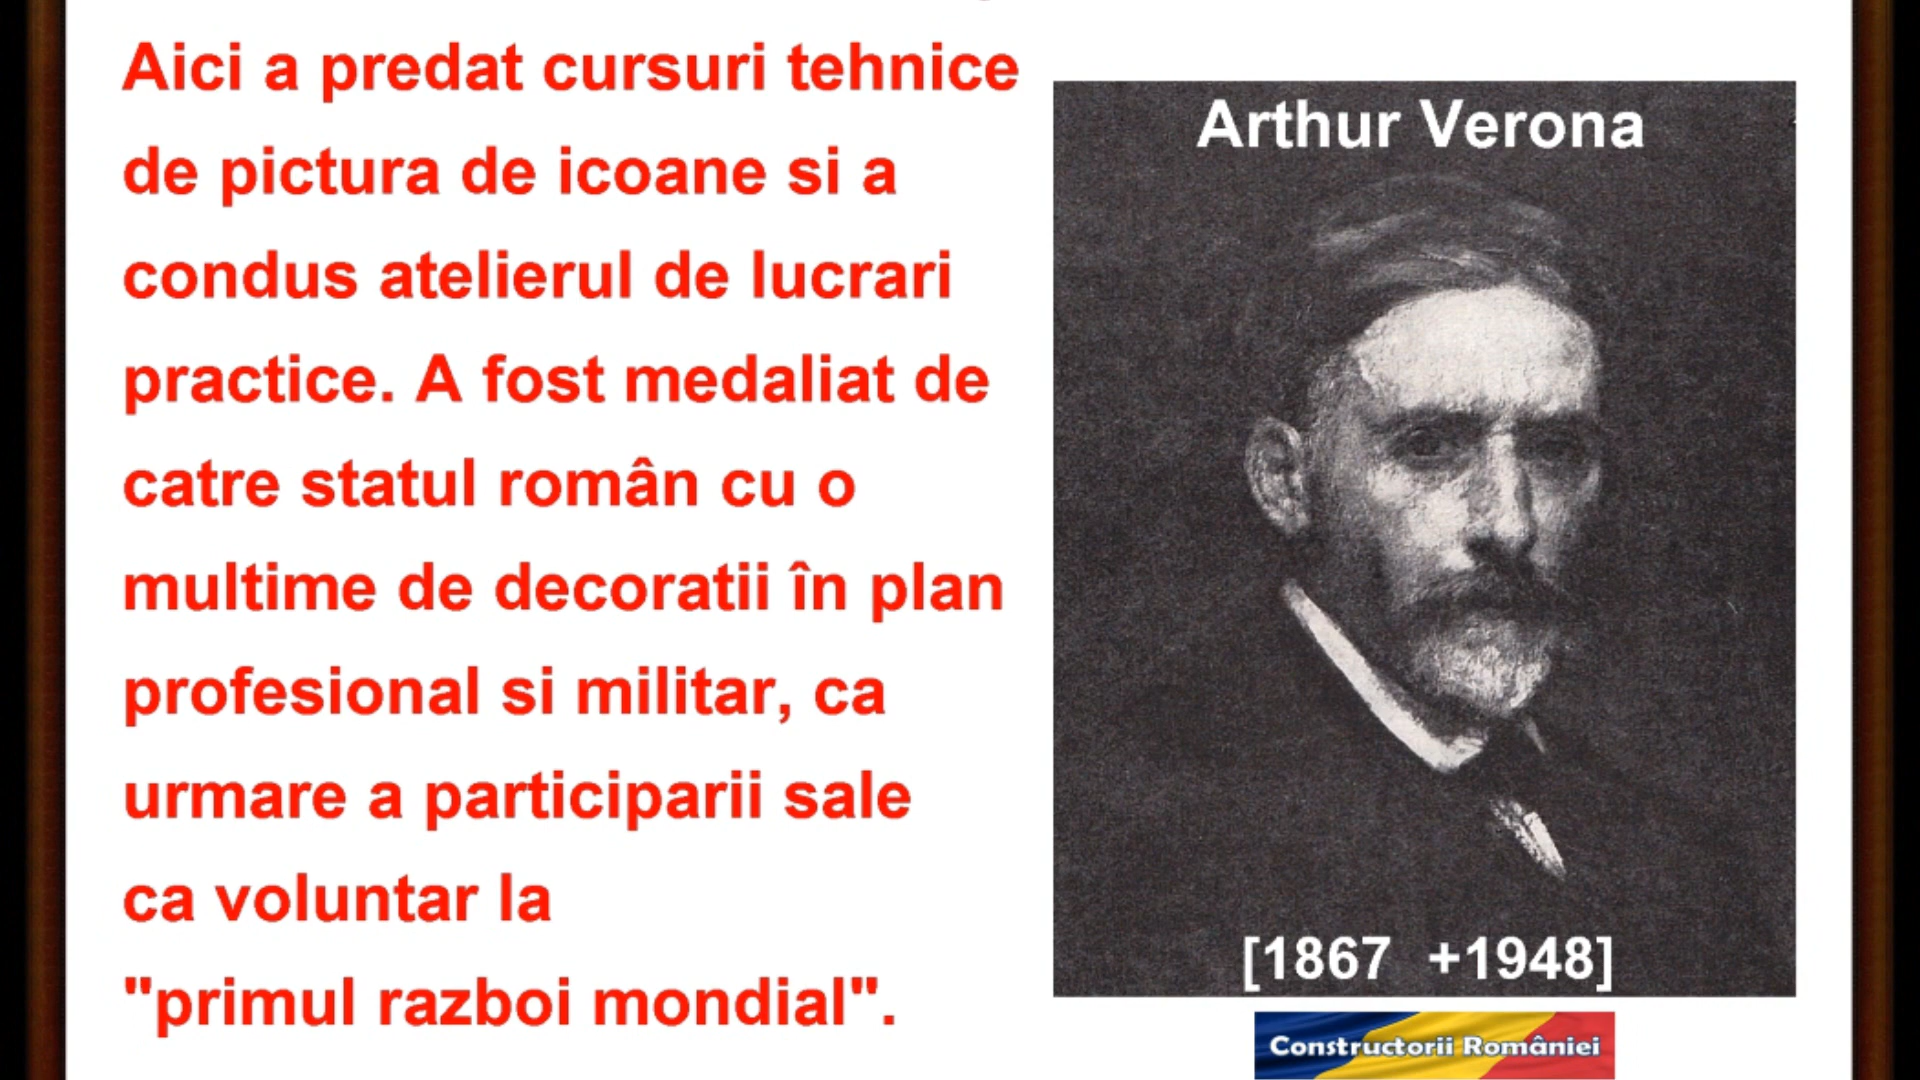 Aici a predat cursuri tehnice
de pictura de icoane si a
condus atelierul de lucrari
practice. A fost medaliat de
catre statul român cu o
multime de decoratii în plan
profesional si militar, ca
urmare a participarii sale
ca voluntar la
"primul razboi mondial".
Arthur Verona
[1867 +1948]
Constructorii României